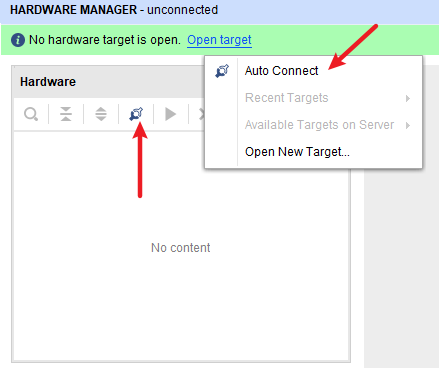 HARDWARE MANAGER - unconnected
No hardware target is open. Open target
Auto Connect
Recent Targets
Available Targets on Server
Open New Target...
Hardware
No content